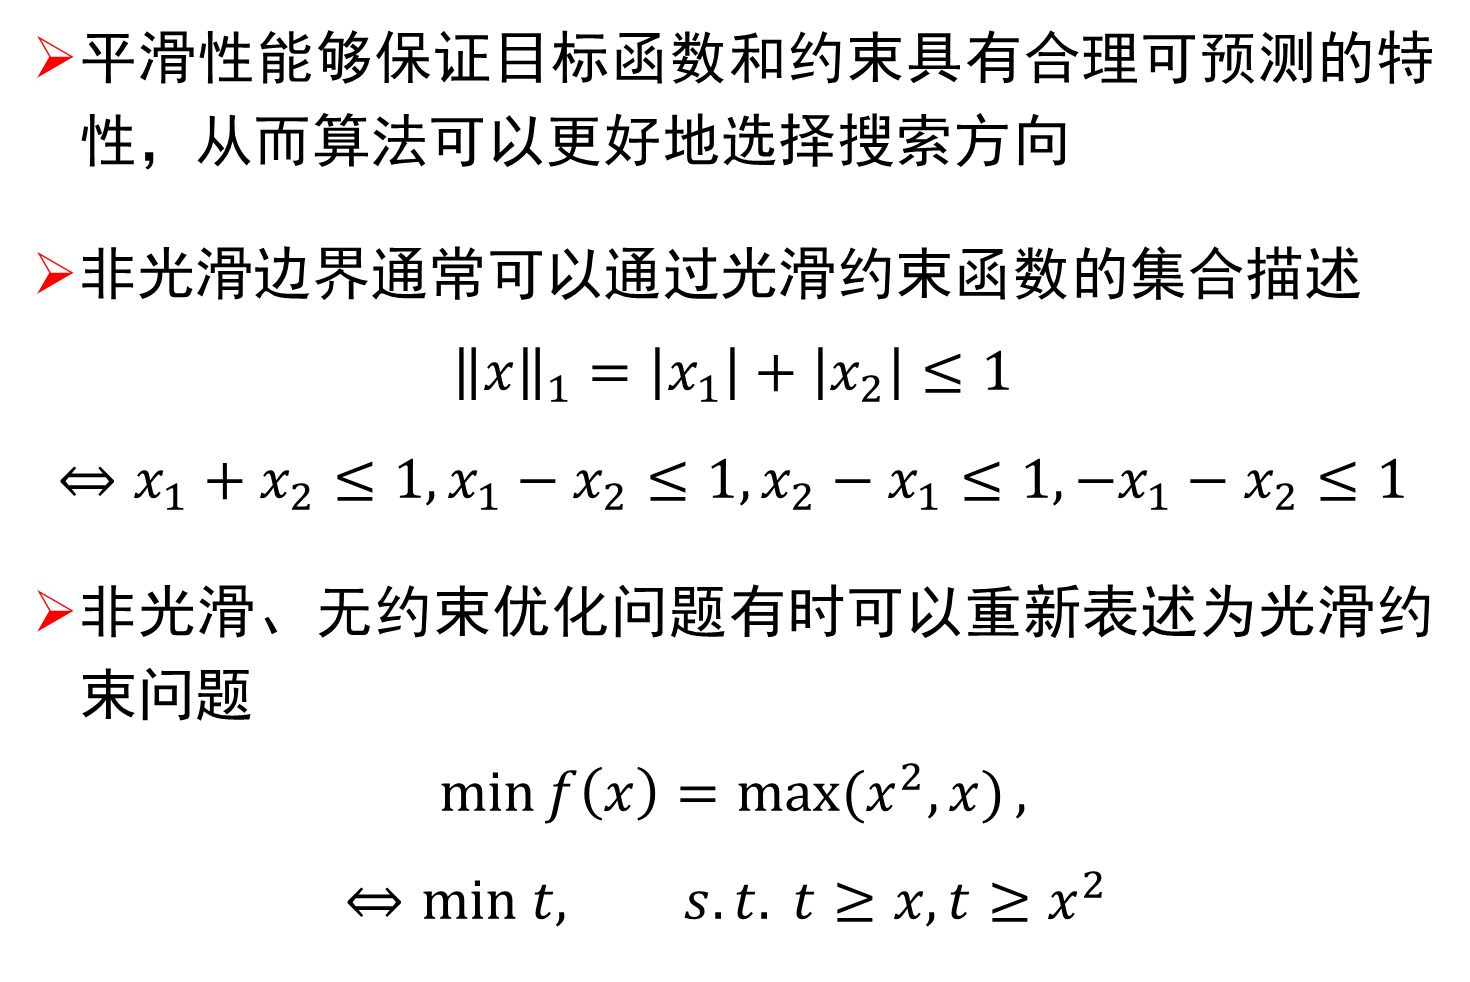 ➢平滑性能够保证目标函数和约束具有合理可预测的特
性，从而算法可以更好地选择搜索方向
➢非光滑边界通常可以通过光滑约束函数的集合描述
‖x‖₁ = |x₁| + |x₂| ≤ 1
⇔ x₁ + x₂ ≤ 1, x₁ − x₂ ≤ 1, x₂ − x₁ ≤ 1, −x₁ − x₂ ≤ 1
➢非光滑、无约束优化问题有时可以重新表述为光滑约
束问题
min f(x) = max(x², x) ,
⇔ min t, s.t. t ≥ x, t ≥ x²